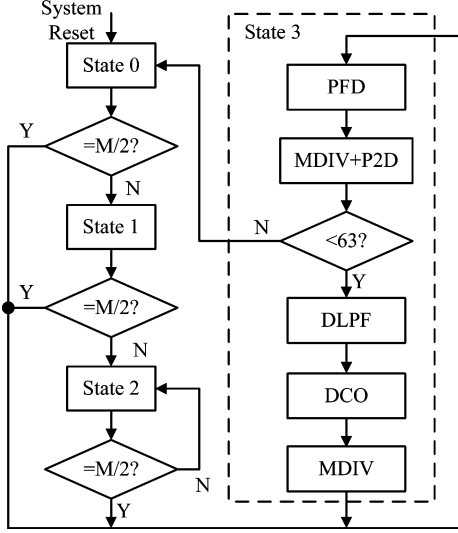 System
Reset
State 0
Y
=M/2?
N
State 1
Y
=M/2?
N
State 2
=M/2?
N
Y
State 3
PFD
MDIV+P2D
N
<63?
Y
DLPF
DCO
MDIV